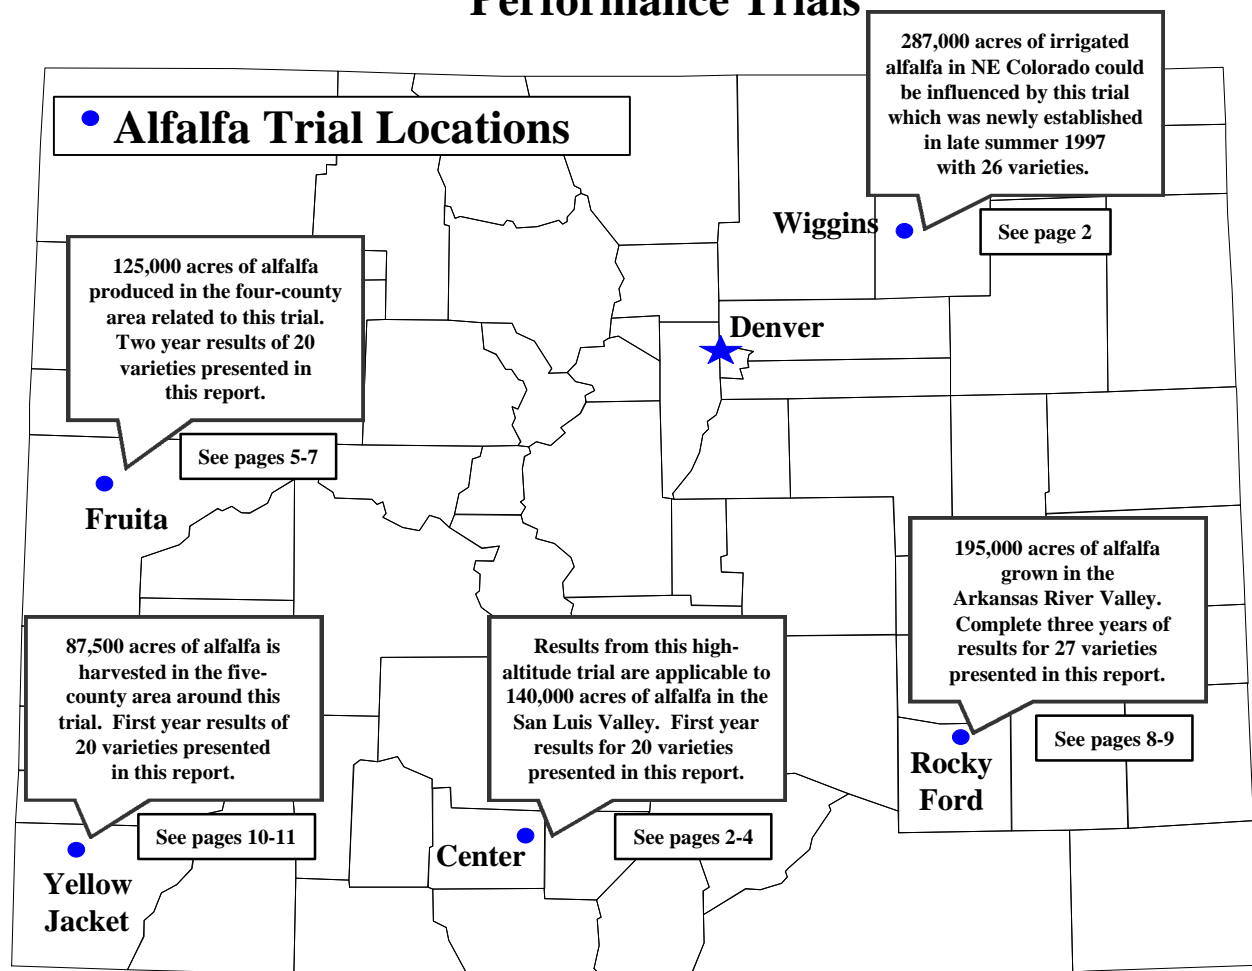 Performance Trials
Alfalfa Trial Locations
287,000 acres of irrigated
alfalfa in NE Colorado could
be influenced by this trial
which was newly established
in late summer 1997
with 26 varieties.
Wiggins
See page 2
125,000 acres of alfalfa
produced in the four-county
area related to this trial.
Two year results of 20
varieties presented in
this report.
Denver
See pages 5-7
Fruita
195,000 acres of alfalfa
grown in the
Arkansas River Valley.
Complete three years of
results for 27 varieties
presented in this report.
87,500 acres of alfalfa is
harvested in the five-
county area around this
trial.  First year results of
20 varieties presented
in this report.
Results from this high-
altitude trial are applicable to
140,000 acres of alfalfa in the
San Luis Valley.  First year
results for 20 varieties
presented in this report.
See pages 8-9
Rocky
Ford
See pages 10-11
Center
See pages 2-4
Yellow
Jacket